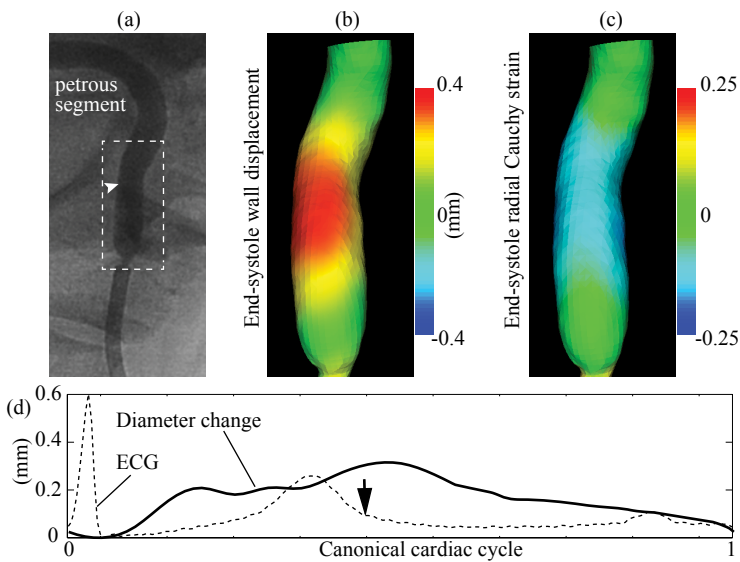 (a)
(b)
(c)
petrous
segment
End-systole wall displacement
0.4
0
(mm)
-0.4
End-systole radial Cauchy strain
0.25
0
-0.25
(d)
0.6
0.4
(mm)
0.2
0
Diameter change
ECG
0
Canonical cardiac cycle
1